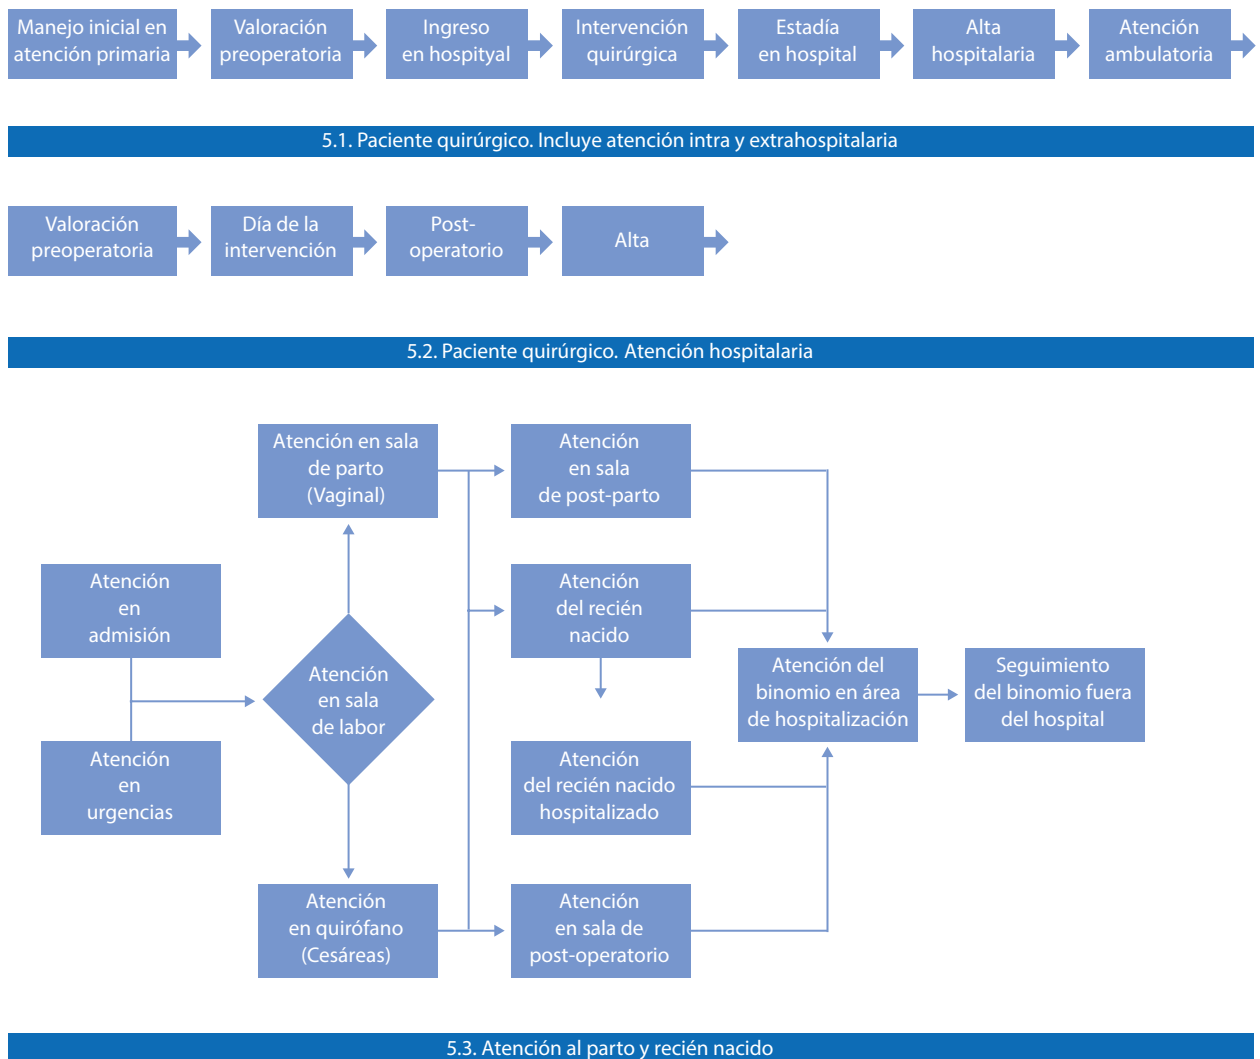 Manejo inicial en
atención primaria
Valoración
preoperatoria
Ingreso
en hospityal
Intervención
quirúrgica
Estadía
en hospital
Alta
hospitalaria
Atención
ambulatoria
5.1. Paciente quirúrgico. Incluye atención intra y extrahospitalaria
Valoración
preoperatoria
Día de la
intervención
Post-
operatorio
Alta
5.2. Paciente quirúrgico. Atención hospitalaria
Atención en sala
de parto
(Vaginal)
Atención
en sala
de post-parto
Atención
en
admisión
Atención
del recién
nacido
Atención
en sala
de labor
Atención del
binomio en área
de hospitalización
Seguimiento
del binomio fuera
del hospital
Atención
en
urgencias
Atención
del recién nacido
hospitalizado
Atención
en quirófano
(Cesáreas)
Atención
en sala de
post-operatorio
5.3. Atención al parto y recién nacido